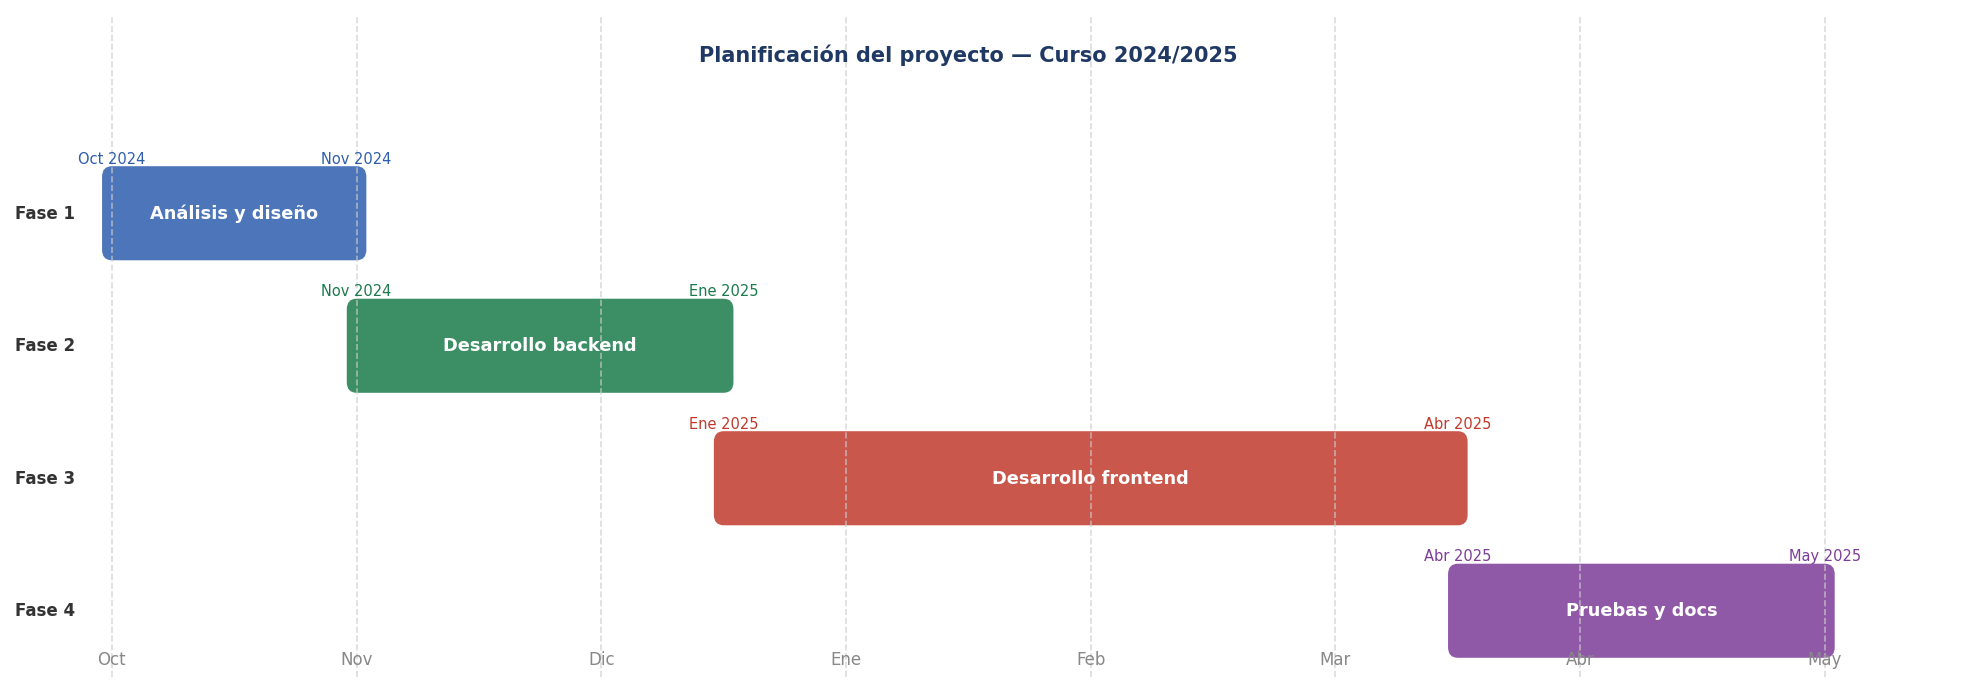 Planificación del proyecto — Curso 2024/2025
Oct 2024 Nov 2024
Fase 1 Análisis y diseño
Nov 2024 Ene 2025
Fase 2 Desarrollo backend
Ene 2025 Abr 2025
Fase 3 Desarrollo frontend
Abr 2025 May 2025
Fase 4 Pruebas y docs
Oct Nov Dic Ene Feb Mar Abr May